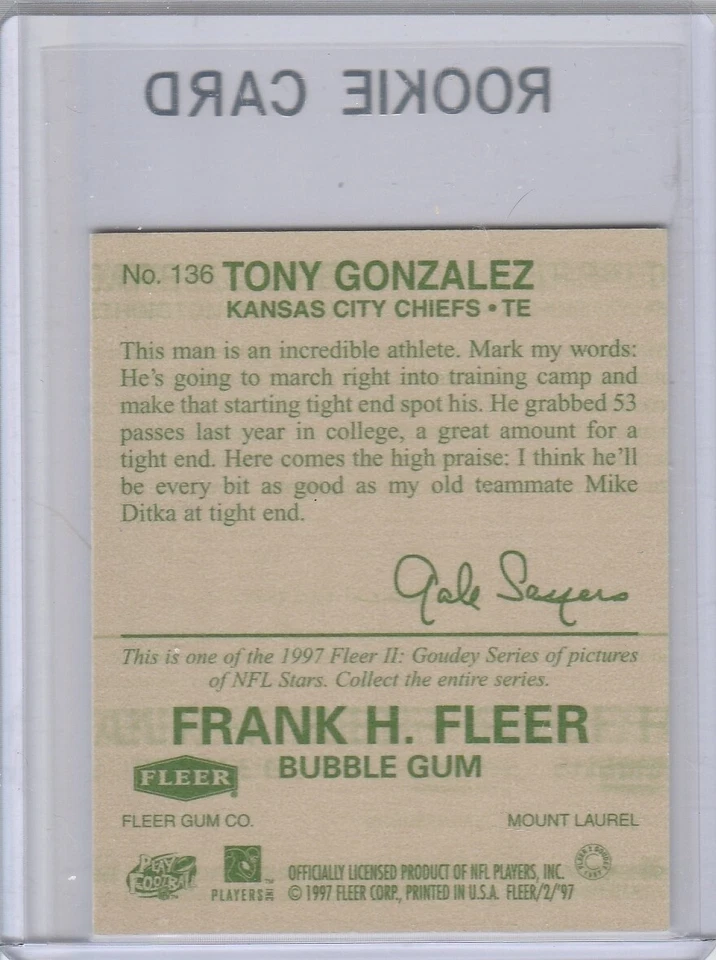 ROOKIE CARD
No. 136 TONY GONZALEZ
KANSAS CITY CHIEFS • TE
This man is an incredible athlete. Mark my words:
He's going to march right into training camp and
make that starting tight end spot his. He grabbed 53
passes last year in college, a great amount for a
tight end. Here comes the high praise: I think he'll
be every bit as good as my old teammate Mike
Ditka at tight end.
Gale Sayers
This is one of the 1997 Fleer II: Goudey Series of pictures
of NFL Stars. Collect the entire series.
FRANK H. FLEER
BUBBLE GUM
FLEER
FLEER GUM CO. MOUNT LAUREL
PLAY FOOTBALL
PLAYERS INC
OFFICIALLY LICENSED PRODUCT OF NFL PLAYERS, INC.
© 1997 FLEER CORP., PRINTED IN U.S.A. FLEER/2/'97